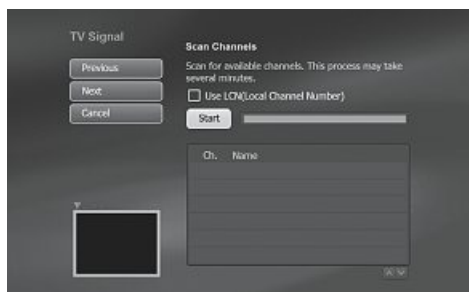 TV Signal
Previous
Next
Cancel
Scan Channels
Scan for available channels. This process may take
several minutes.
Use LCN(Local Channel Number)
Start
Ch. Name